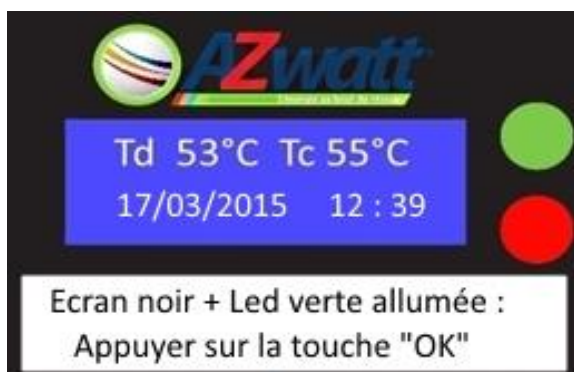 AZwatt
Td 53°C Tc 55°C
17/03/2015 12 : 39
Ecran noir + Led verte allumée :
Appuyer sur la touche "OK"